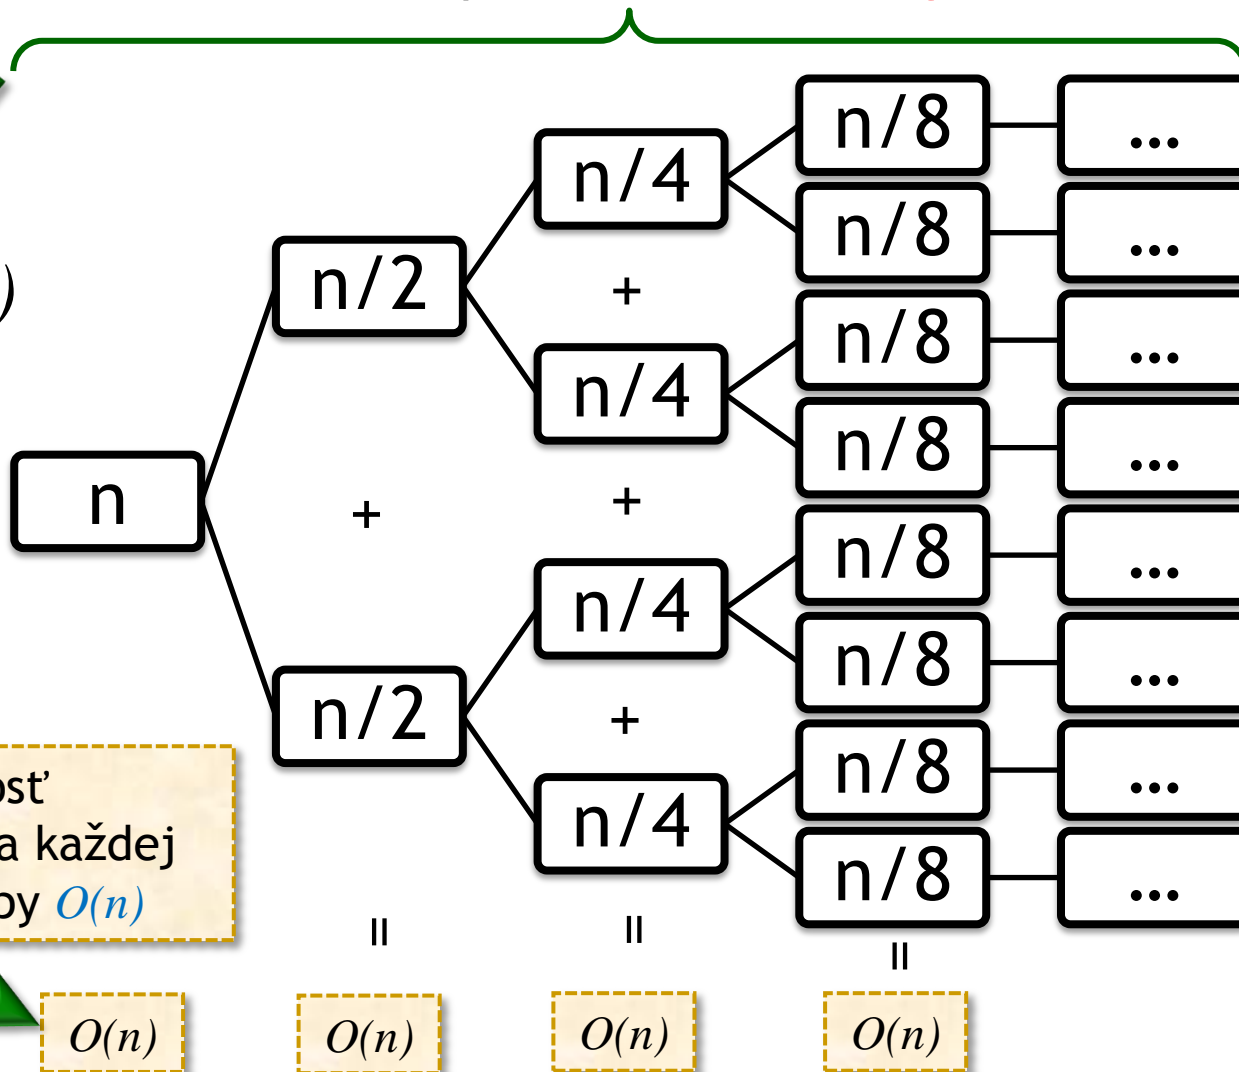 n
n/2
+
n/2
=
n/4
+
n/4
+
n/4
+
n/4
=
n/8
n/8
n/8
n/8
n/8
n/8
n/8
n/8
=
...
...
...
...
...
...
...
...
)
každej
O(n)
O(n)
O(n)
O(n)
O(n)